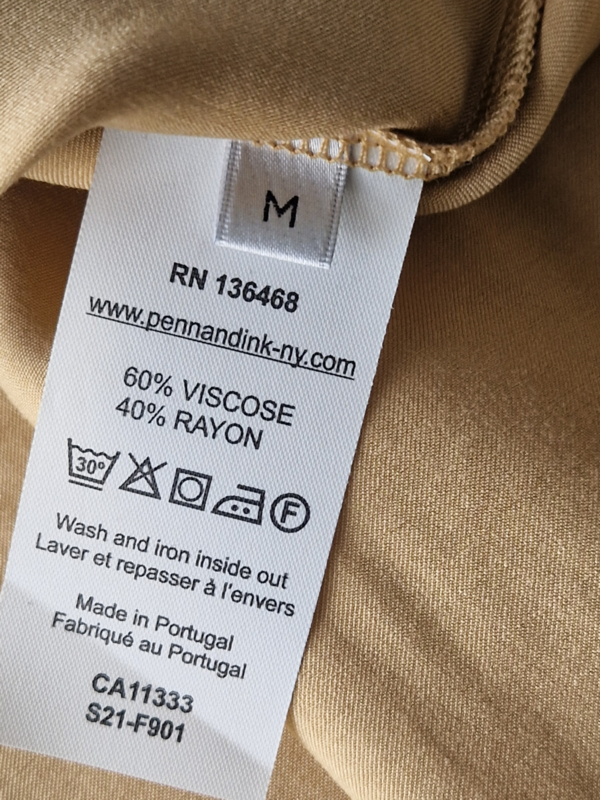 M
RN 136468
www.pennandink-ny.com
60% VISCOSE
40% RAYON
30°
F
Wash and iron inside out
Laver et repasser à l'envers
Made in Portugal
Fabriqué au Portugal
CA11333
S21-F901